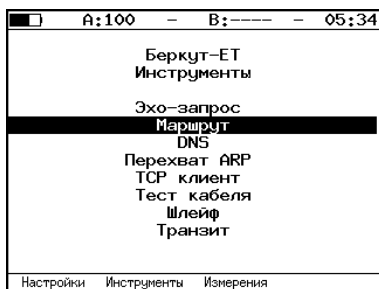 A:100 – B:---- – 05:34
Беркут-ЕТ
Инструменты
Эхо-запрос
Маршрут
DNS
Перехват ARP
TCP клиент
Тест кабеля
Шлейф
Транзит
Настройки Инструменты Измерения